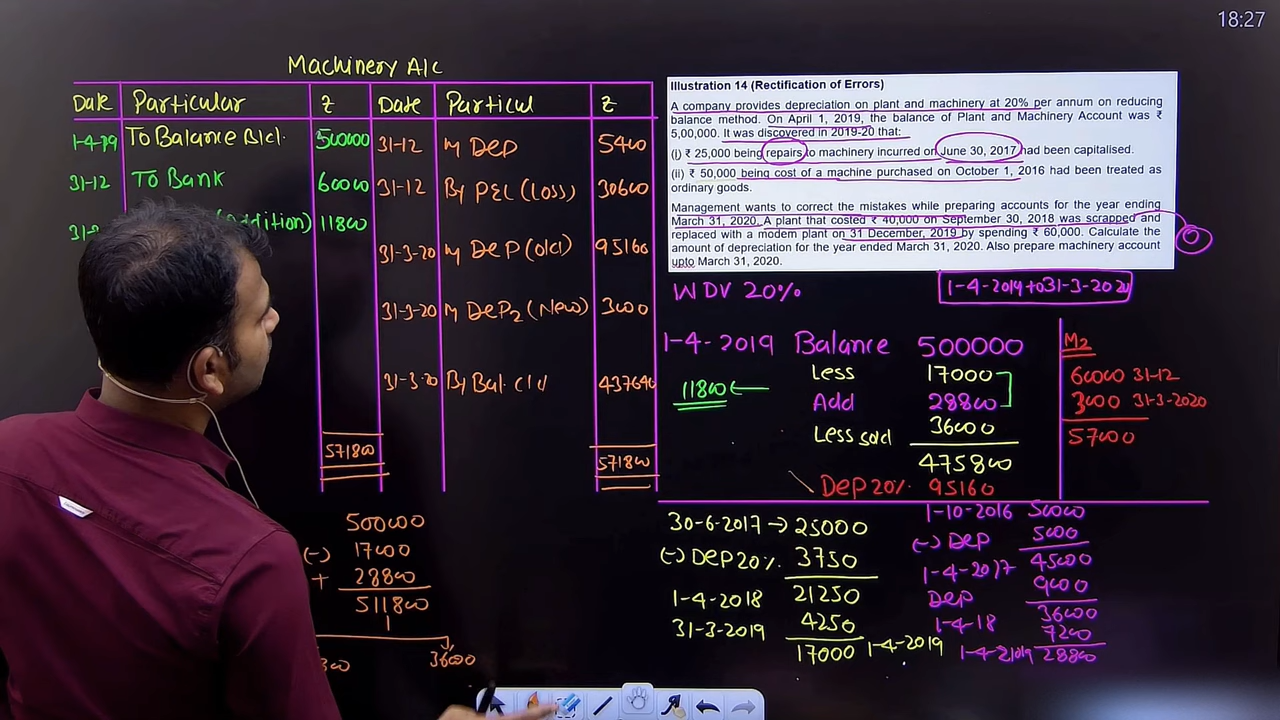 18:27
Machinery A/c
Date Particular ₹ Date Particul ₹
1-4-19 To Balance B/d. 500000 31-12 By Dep 5400
31-12 To Bank 60000 31-12 By P&L (Loss) 30600
11800
31-3-20 By Dep (old) 95160
31-3-20 By Dep2 (New) 3000
31-3-20 By Bal. c/d 437640
571800 571800
500000
(-) 17000
+ 28800
511800
36000
Illustration 14 (Rectification of Errors)
A company provides depreciation on plant and machinery at 20% per annum on reducing
balance method. On April 1, 2019, the balance of Plant and Machinery Account was ₹
5,00,000. It was discovered in 2019-20 that:
(i) ₹ 25,000 being repairs to machinery incurred on June 30, 2017 had been capitalised.
(ii) ₹ 50,000 being cost of a machine purchased on October 1, 2016 had been treated as
ordinary goods.
Management wants to correct the mistakes while preparing accounts for the year ending
March 31, 2020. A plant that costed ₹ 40,000 on September 30, 2018 was scrapped and
replaced with a modern plant on 31 December, 2019 by spending ₹ 60,000. Calculate the
amount of depreciation for the year ended March 31, 2020. Also prepare machinery account
upto March 31, 2020.
WDV 20% 1-4-2019 to 31-3-2020
1-4-2019 Balance 500000
Less 17000
11800 Add 28800
Less sold 36000
475800
Dep 20% 95160
M2
60000 31-12
3000 31-3-2020
57000
30-6-2017 → 25000
(-) Dep 20% 3750
1-4-2018 21250
31-3-2019 4250
17000 1-4-2019
1-10-2016 50000
(-) Dep 5000
1-4-2017 45000
Dep 9000
36000
1-4-18 7200
1-4-2019 28800